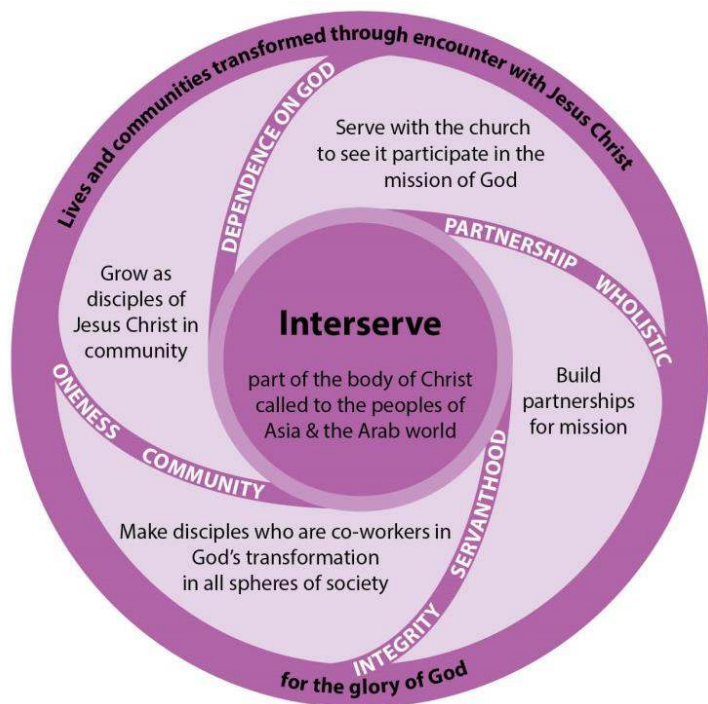 Lives and communities transformed through encounter with Jesus Christ
DEPENDENCE ON GOD
Serve with the church
to see it participate in the
mission of God
PARTNERSHIP WHOLISTIC
Grow as
disciples of
Jesus Christ in
community
Interserve
part of the body of Christ
called to the peoples of
Asia & the Arab world
Build
partnerships
for mission
ONENESS COMMUNITY
INTEGRITY SERVANTHOOD
Make disciples who are co-workers in
God’s transformation
in all spheres of society
for the glory of God